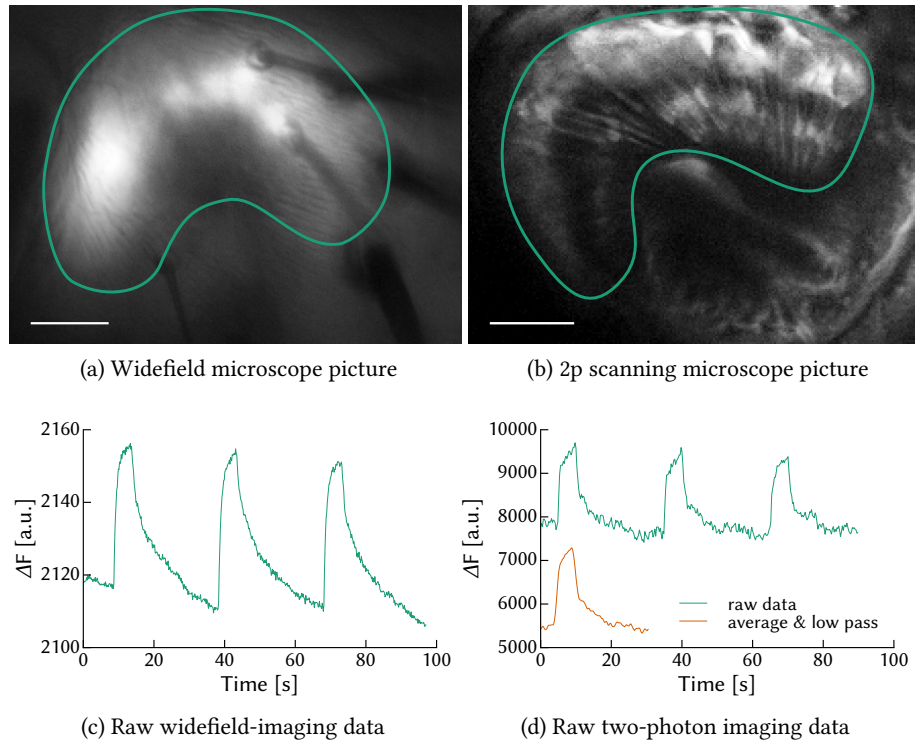 (a) Widefield microscope picture
(b) 2p scanning microscope picture
2160
2140
2120
2100
ΔF [a.u.]
0 20 40 60 80 100
Time [s]
(c) Raw widefield-imaging data
10000
9000
8000
7000
6000
5000
ΔF [a.u.]
raw data
average & low pass
0 20 40 60 80 100
Time [s]
(d) Raw two-photon imaging data